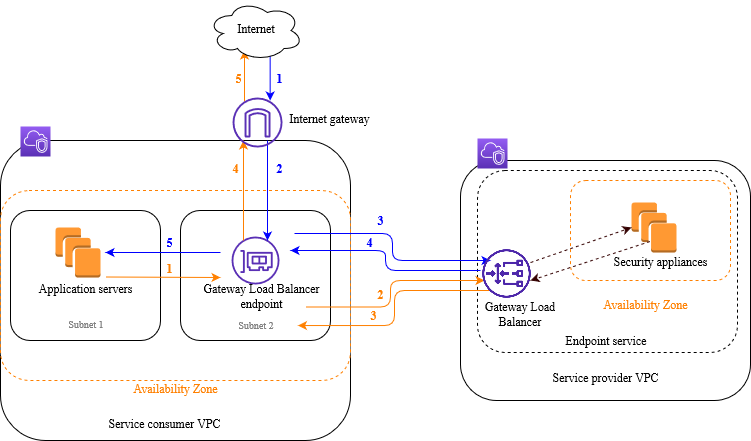 Internet
5
1
Internet gateway
4
2
3
5
4
Application servers
1
Gateway Load Balancer
endpoint
2
3
Subnet 1
Subnet 2
Availability Zone
Service consumer VPC
Security appliances
Availability Zone
Gateway Load
Balancer
Endpoint service
Service provider VPC